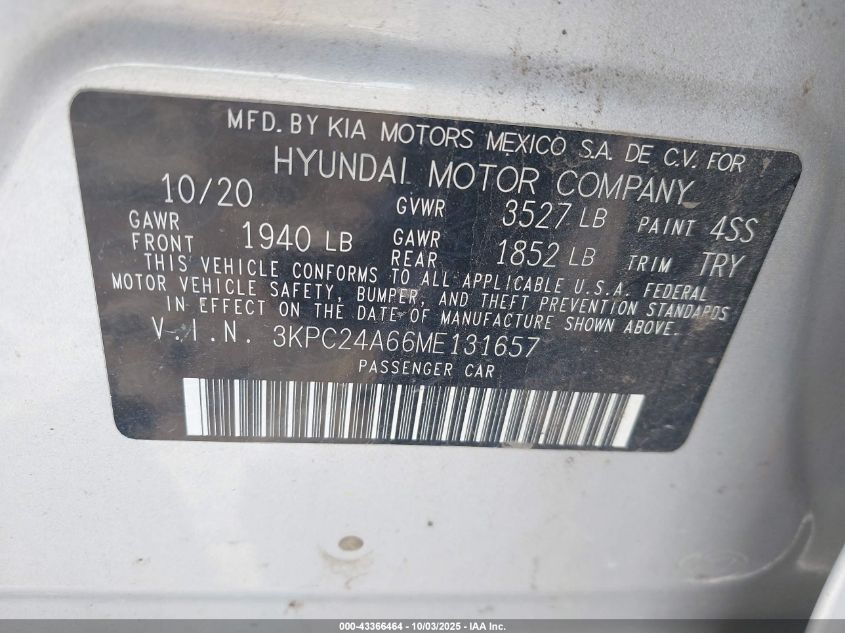 MFD. BY KIA MOTORS MEXICO S.A. DE C.V. FOR
HYUNDAI MOTOR COMPANY
10/20 GVWR 3527 LB PAINT 4SS
GAWR FRONT 1940 LB GAWR REAR 1852 LB TRIM TRY
THIS VEHICLE CONFORMS TO ALL APPLICABLE U.S.A. FEDERAL
MOTOR VEHICLE SAFETY, BUMPER, AND THEFT PREVENTION STANDARDS
IN EFFECT ON THE DATE OF MANUFACTURE SHOWN ABOVE.
V.I.N. 3KPC24A66ME131657
PASSENGER CAR
000-43366464 - 10/03/2025 - IAA Inc.